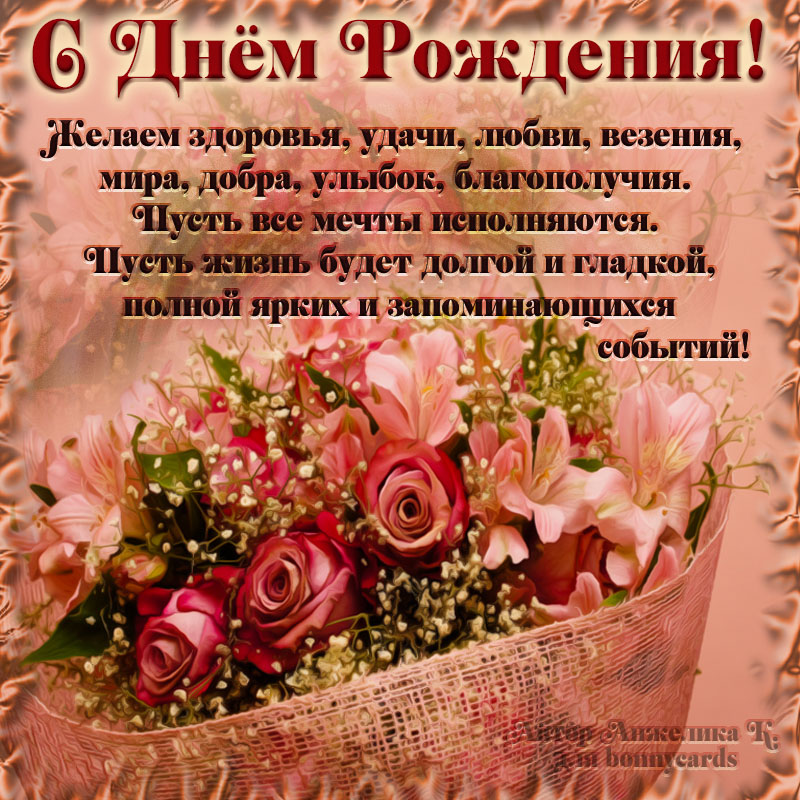 С Днём Рождения!
Желаем здоровья, удачи, любви, везения,
мира, добра, улыбок, благополучия.
Пусть все мечты исполняются.
Пусть жизнь будет долгой и гладкой,
полной ярких и запоминающихся
событий!
Автор Анжелика К.
bonnycards